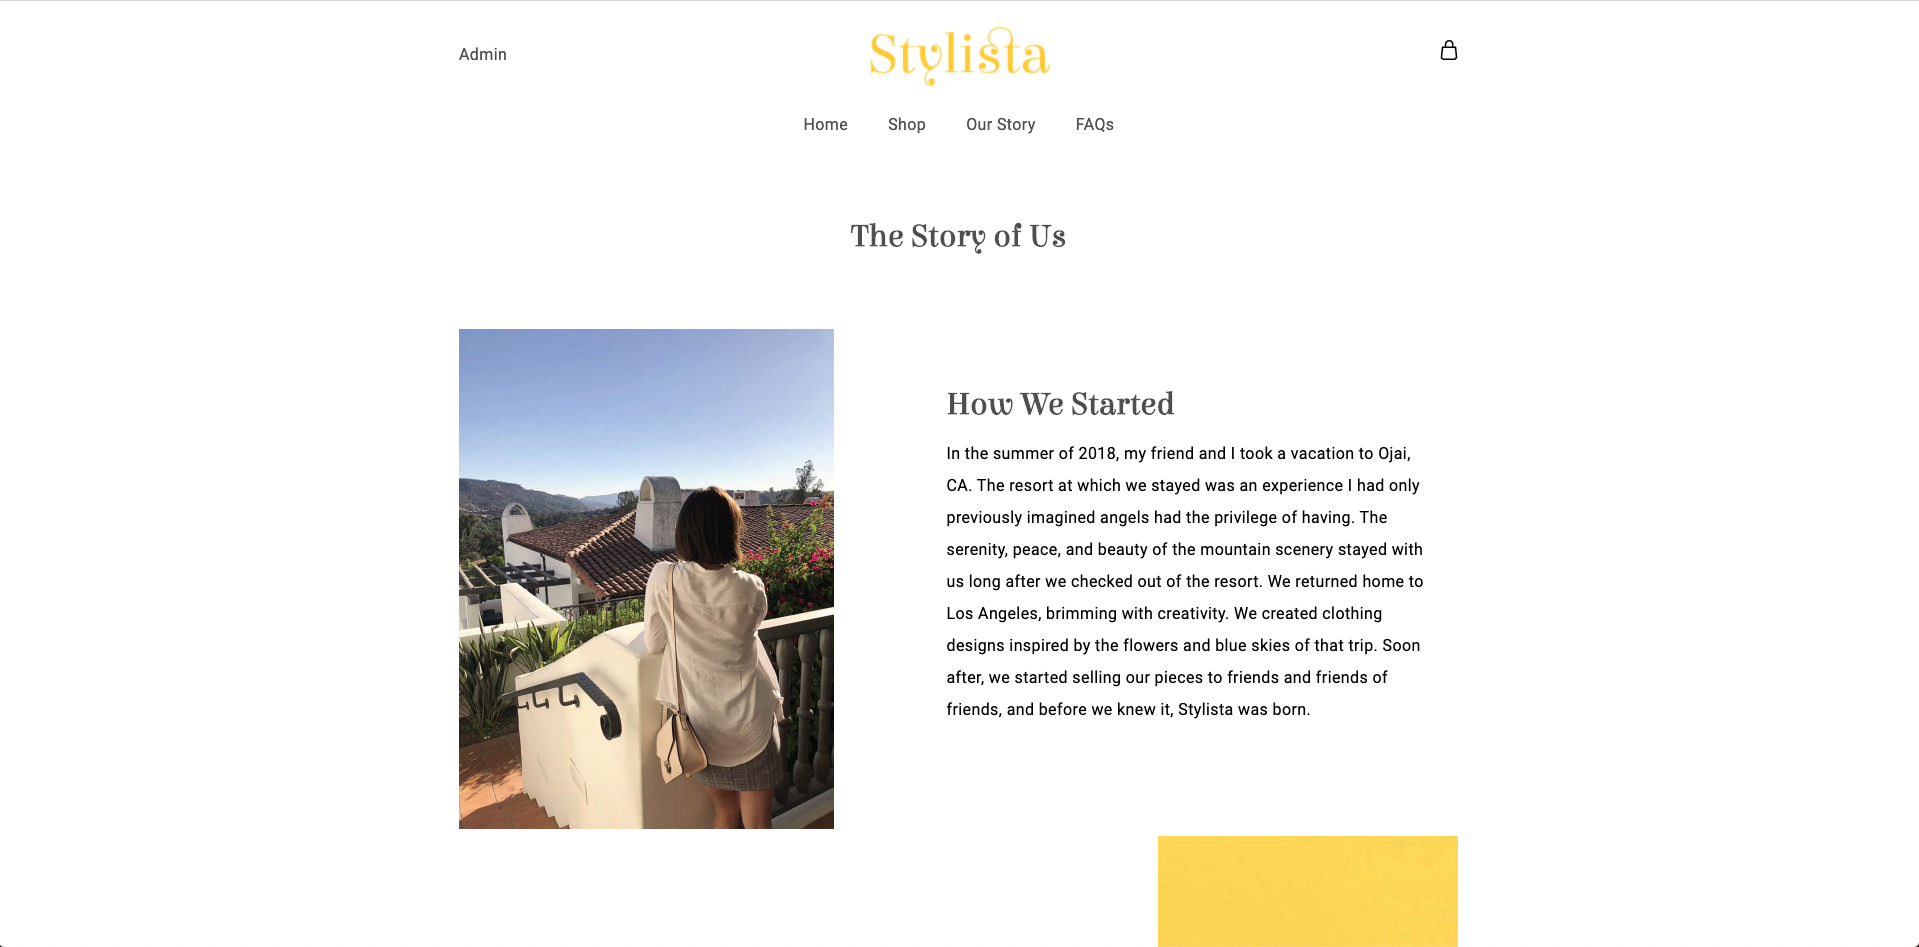 Admin
Stylista
Home Shop Our Story FAQs
The Story of Us
How We Started
In the summer of 2018, my friend and I took a vacation to Ojai,
CA. The resort at which we stayed was an experience I had only
previously imagined angels had the privilege of having. The
serenity, peace, and beauty of the mountain scenery stayed with
us long after we checked out of the resort. We returned home to
Los Angeles, brimming with creativity. We created clothing
designs inspired by the flowers and blue skies of that trip. Soon
after, we started selling our pieces to friends and friends of
friends, and before we knew it, Stylista was born.